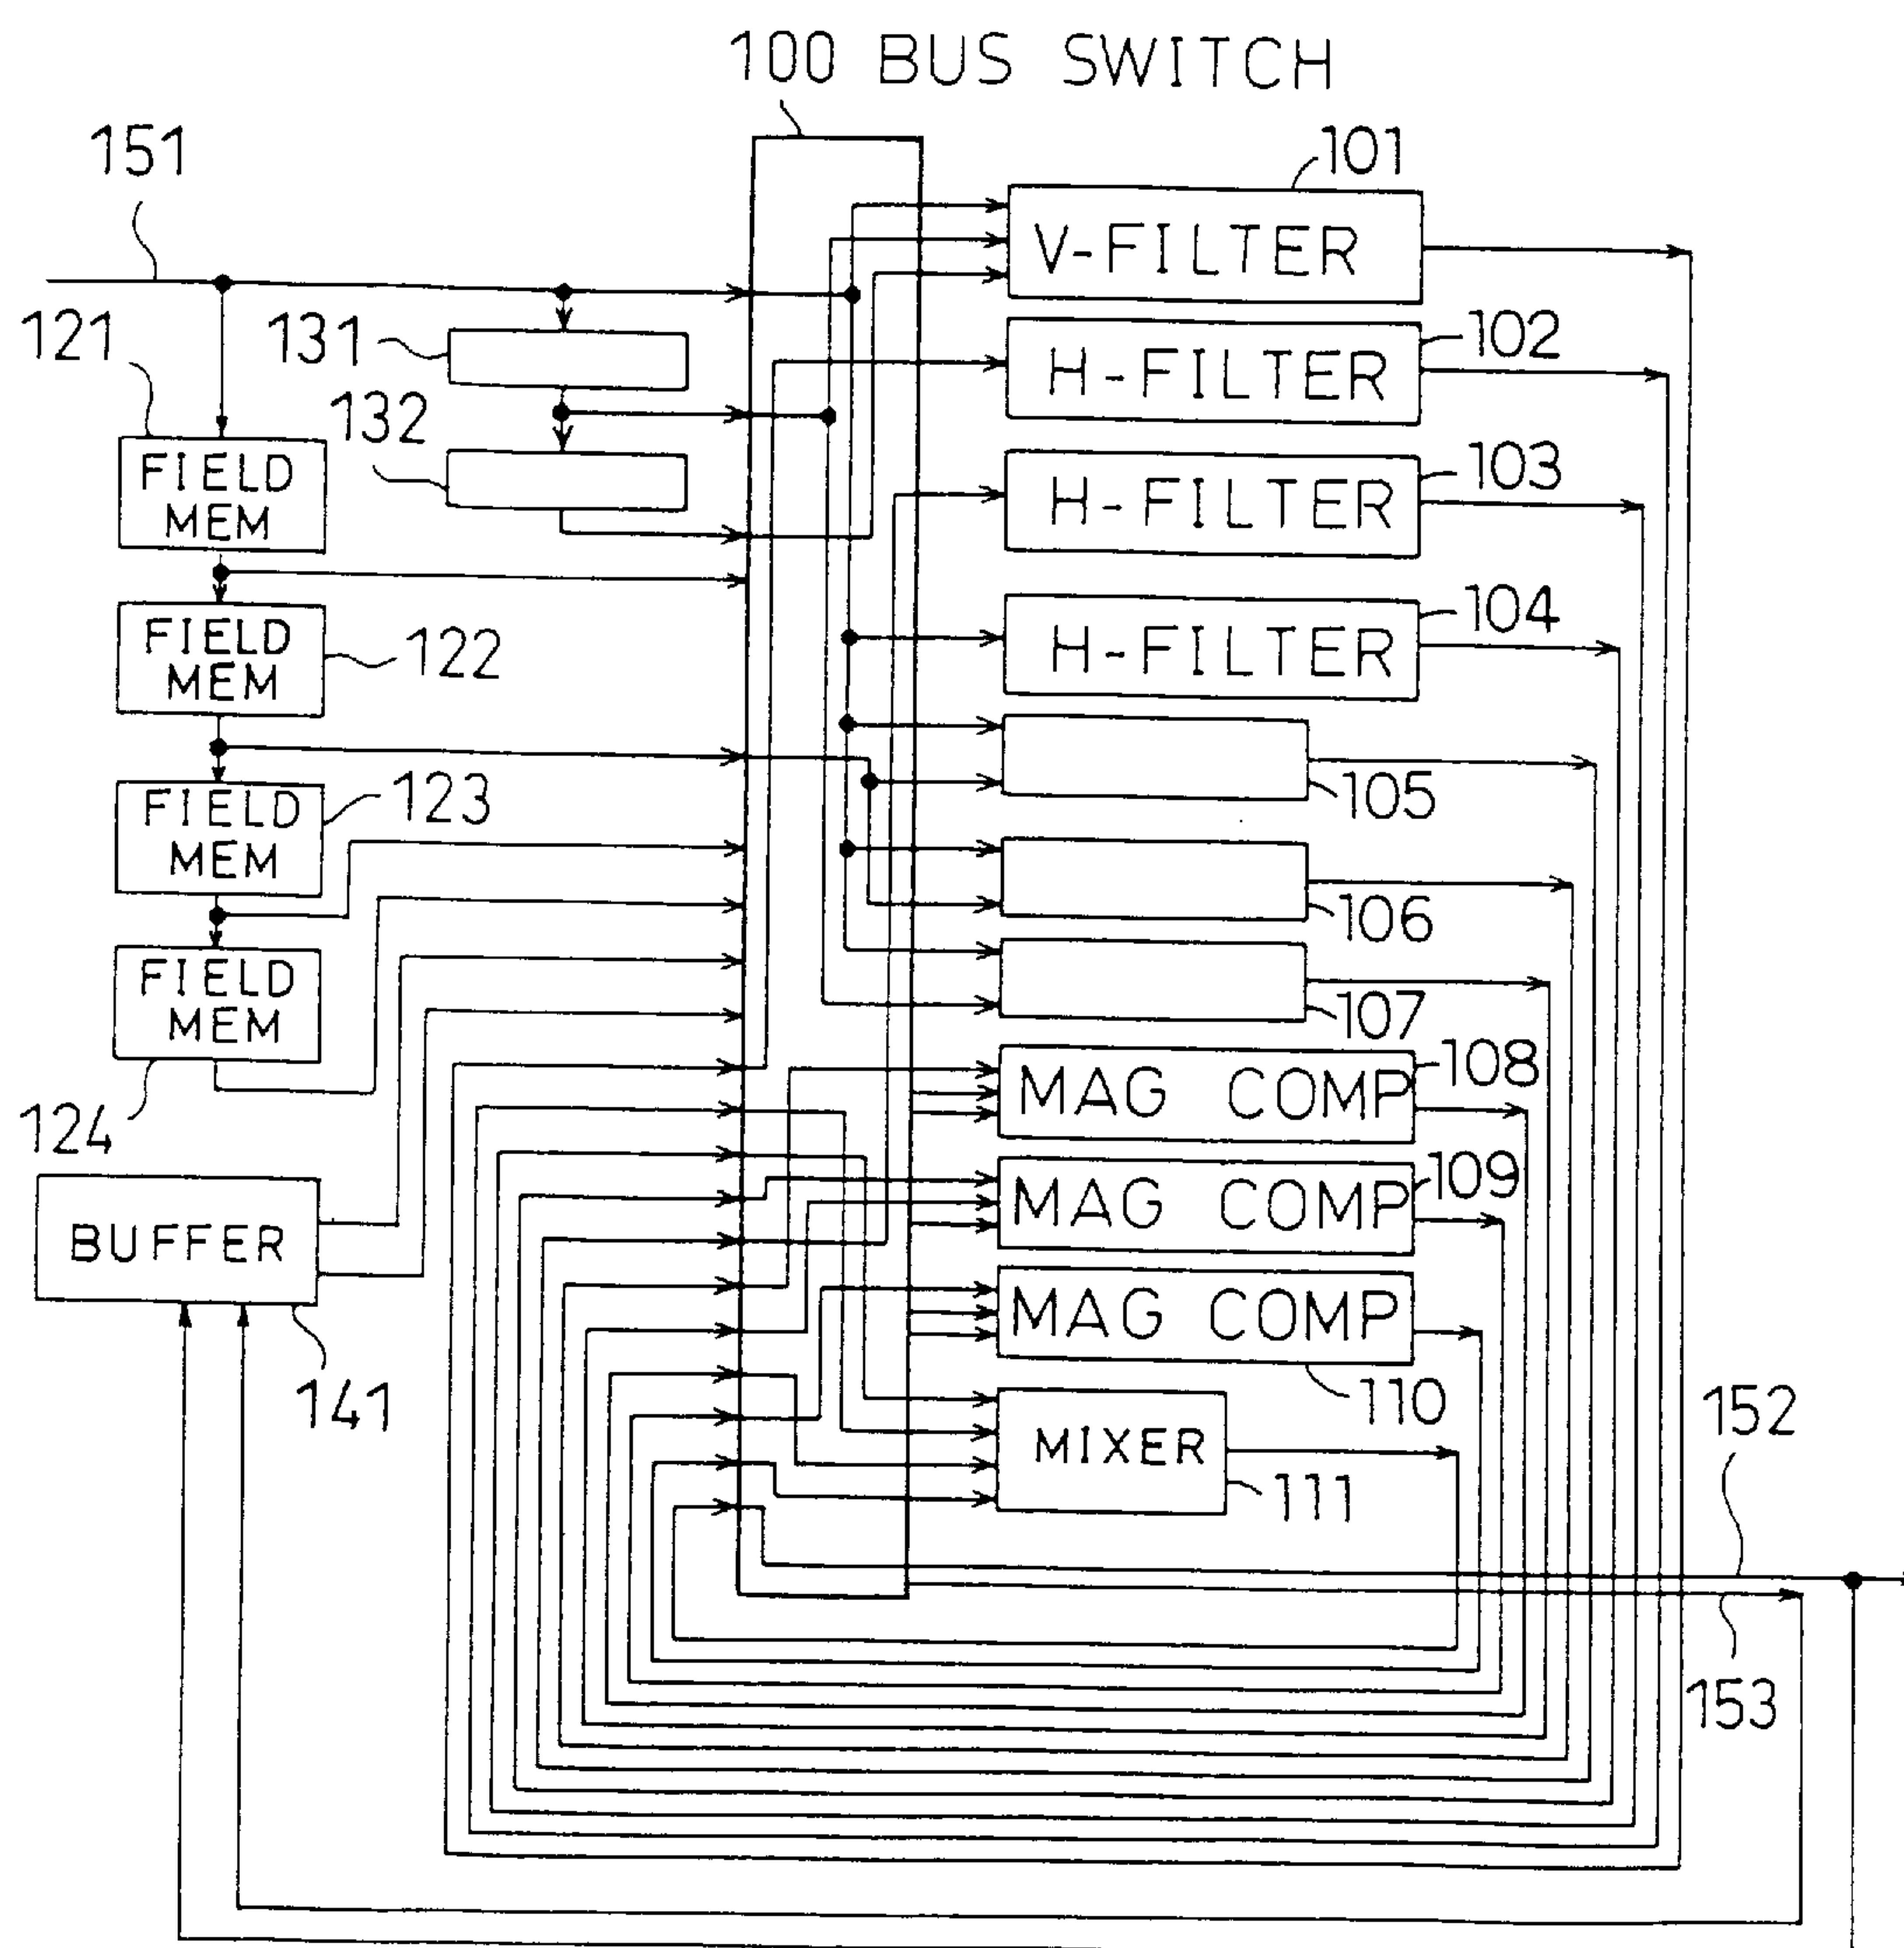 100 BUS SWITCH
151
101
V-FILTER
121
131
102
H-FILTER
132
103
FIELD
MEM
H-FILTER
104
FIELD
MEM
122
H-FILTER
123
FIELD
MEM
105
106
FIELD
MEM
107
108
MAG COMP
124
109
MAG COMP
BUFFER
MAG COMP
141
110
152
MIXER
111
153